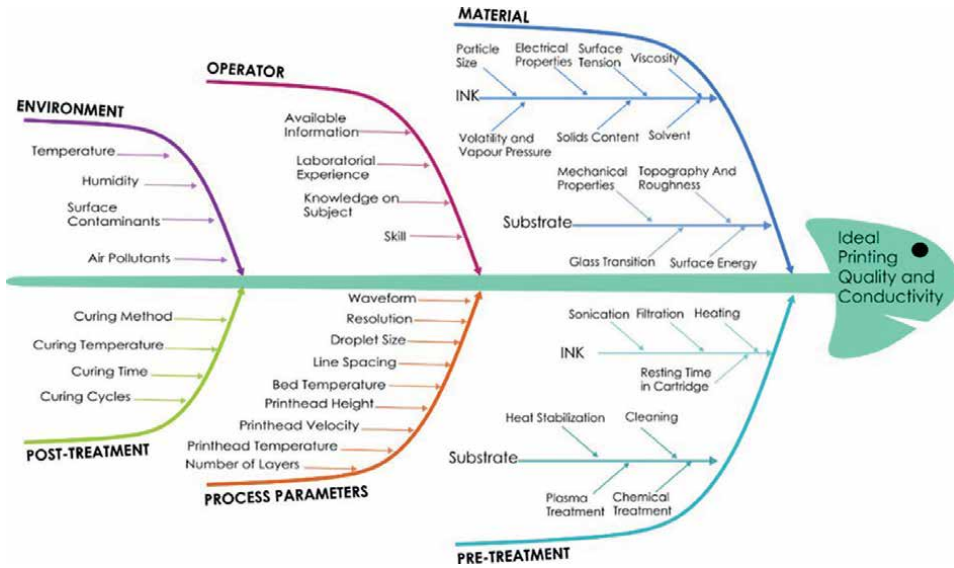 MATERIAL
Particle
Size
Electrical
Properties
Surface
Tension
Viscosity
INK
Volatility and
Vapour Pressure
Solids Content
Solvent
Mechanical
Properties
Topography And
Roughness
Substrate
Glass Transition
Surface Energy
OPERATOR
Available
Information
Laboratorial
Experience
Knowledge on
Subject
Skill
ENVIRONMENT
Temperature
Humidity
Surface
Contaminants
Air Pollutants
Ideal
Printing
Quality and
Conductivity
Curing Method
Curing Temperature
Curing Time
Curing Cycles
POST-TREATMENT
Waveform
Resolution
Droplet Size
Line Spacing
Bed Temperature
Printhead Height
Printhead Velocity
Printhead Temperature
Number of Layers
PROCESS PARAMETERS
Sonication
Filtration
Heating
INK
Resting Time
in Cartridge
Heat Stabilization
Cleaning
Substrate
Plasma
Treatment
Chemical
Treatment
PRE-TREATMENT